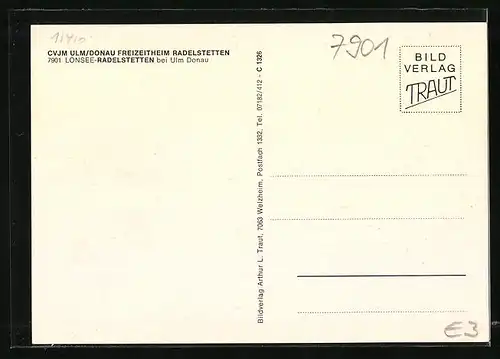 CVJM ULM/DONAU FREIZEITHEIM RADELSTETTEN
7901 LONSEE-RADELSTETTEN bei Ulm Donau
7901
BILD
VERLAG
TRAUT
Bildverlag Arthur L. Traut, 7063 Welzheim, Postfach 1332, Tel. 07182/412 - C 1326
E3